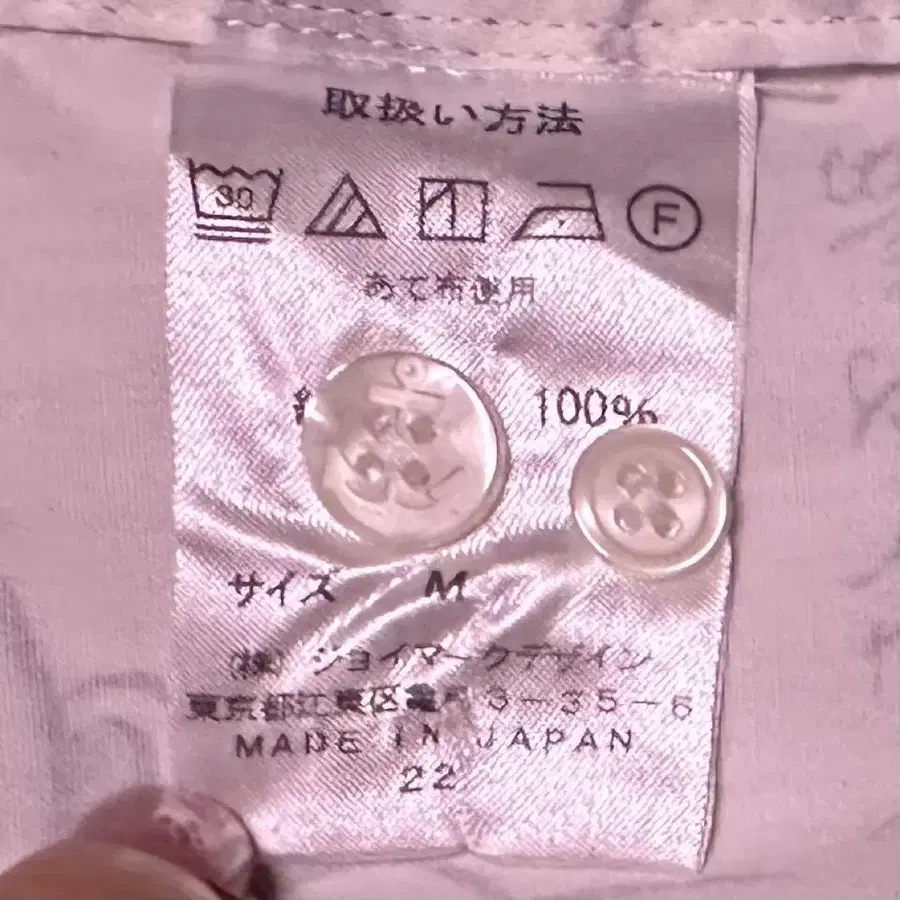 取扱い方法
30
F
あて布使用
100%
サイズ M
(株) ジョイマークデザイン
東京都江東区亀戸3-35-6
MADE IN JAPAN
22